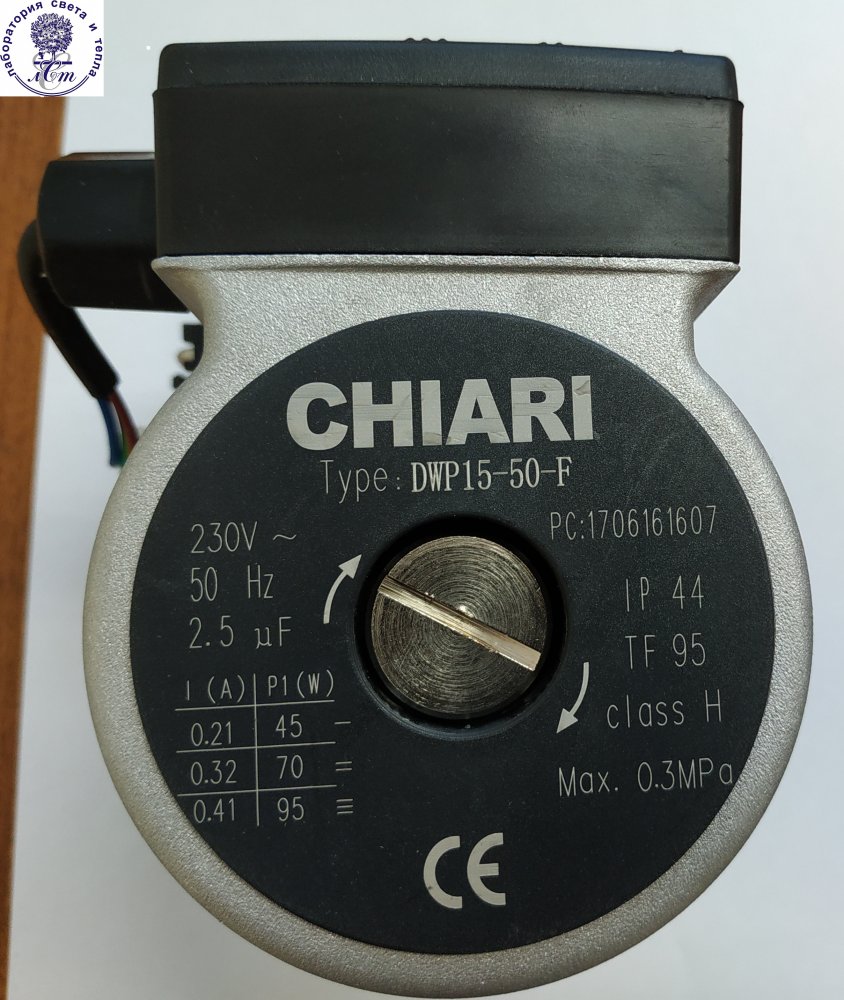 лаборатория света и тепла
лСт
CHIARI
Type: DWP15-50-F
230V ~
50 Hz
2.5 µF
PC:1706161607
IP 44
TF 95
class H
Max. 0.3MPa
I (A) P1(W)
0.21 45 –
0.32 70 =
0.41 95 ≡
CE